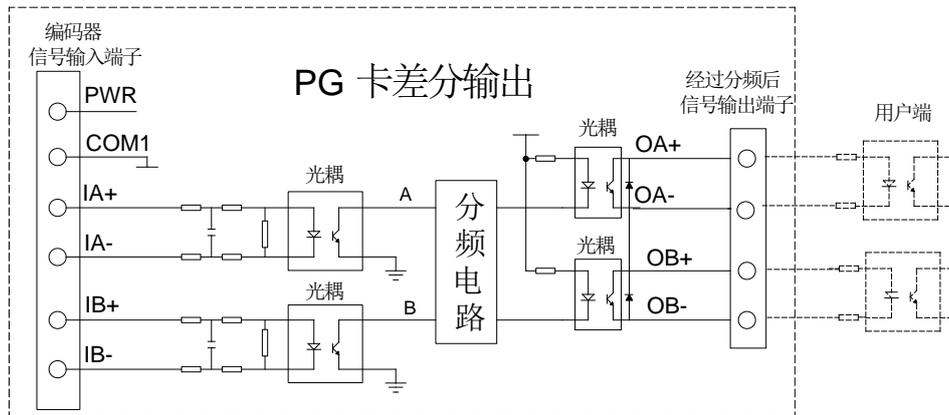 编码器
信号输入端子
PG 卡差分输出
经过分频后
信号输出端子
用户端
PWR
COM1
IA+
IA-
IB+
IB-
光耦
光耦
A
B
分频电路
光耦
光耦
OA+
OA-
OB+
OB-